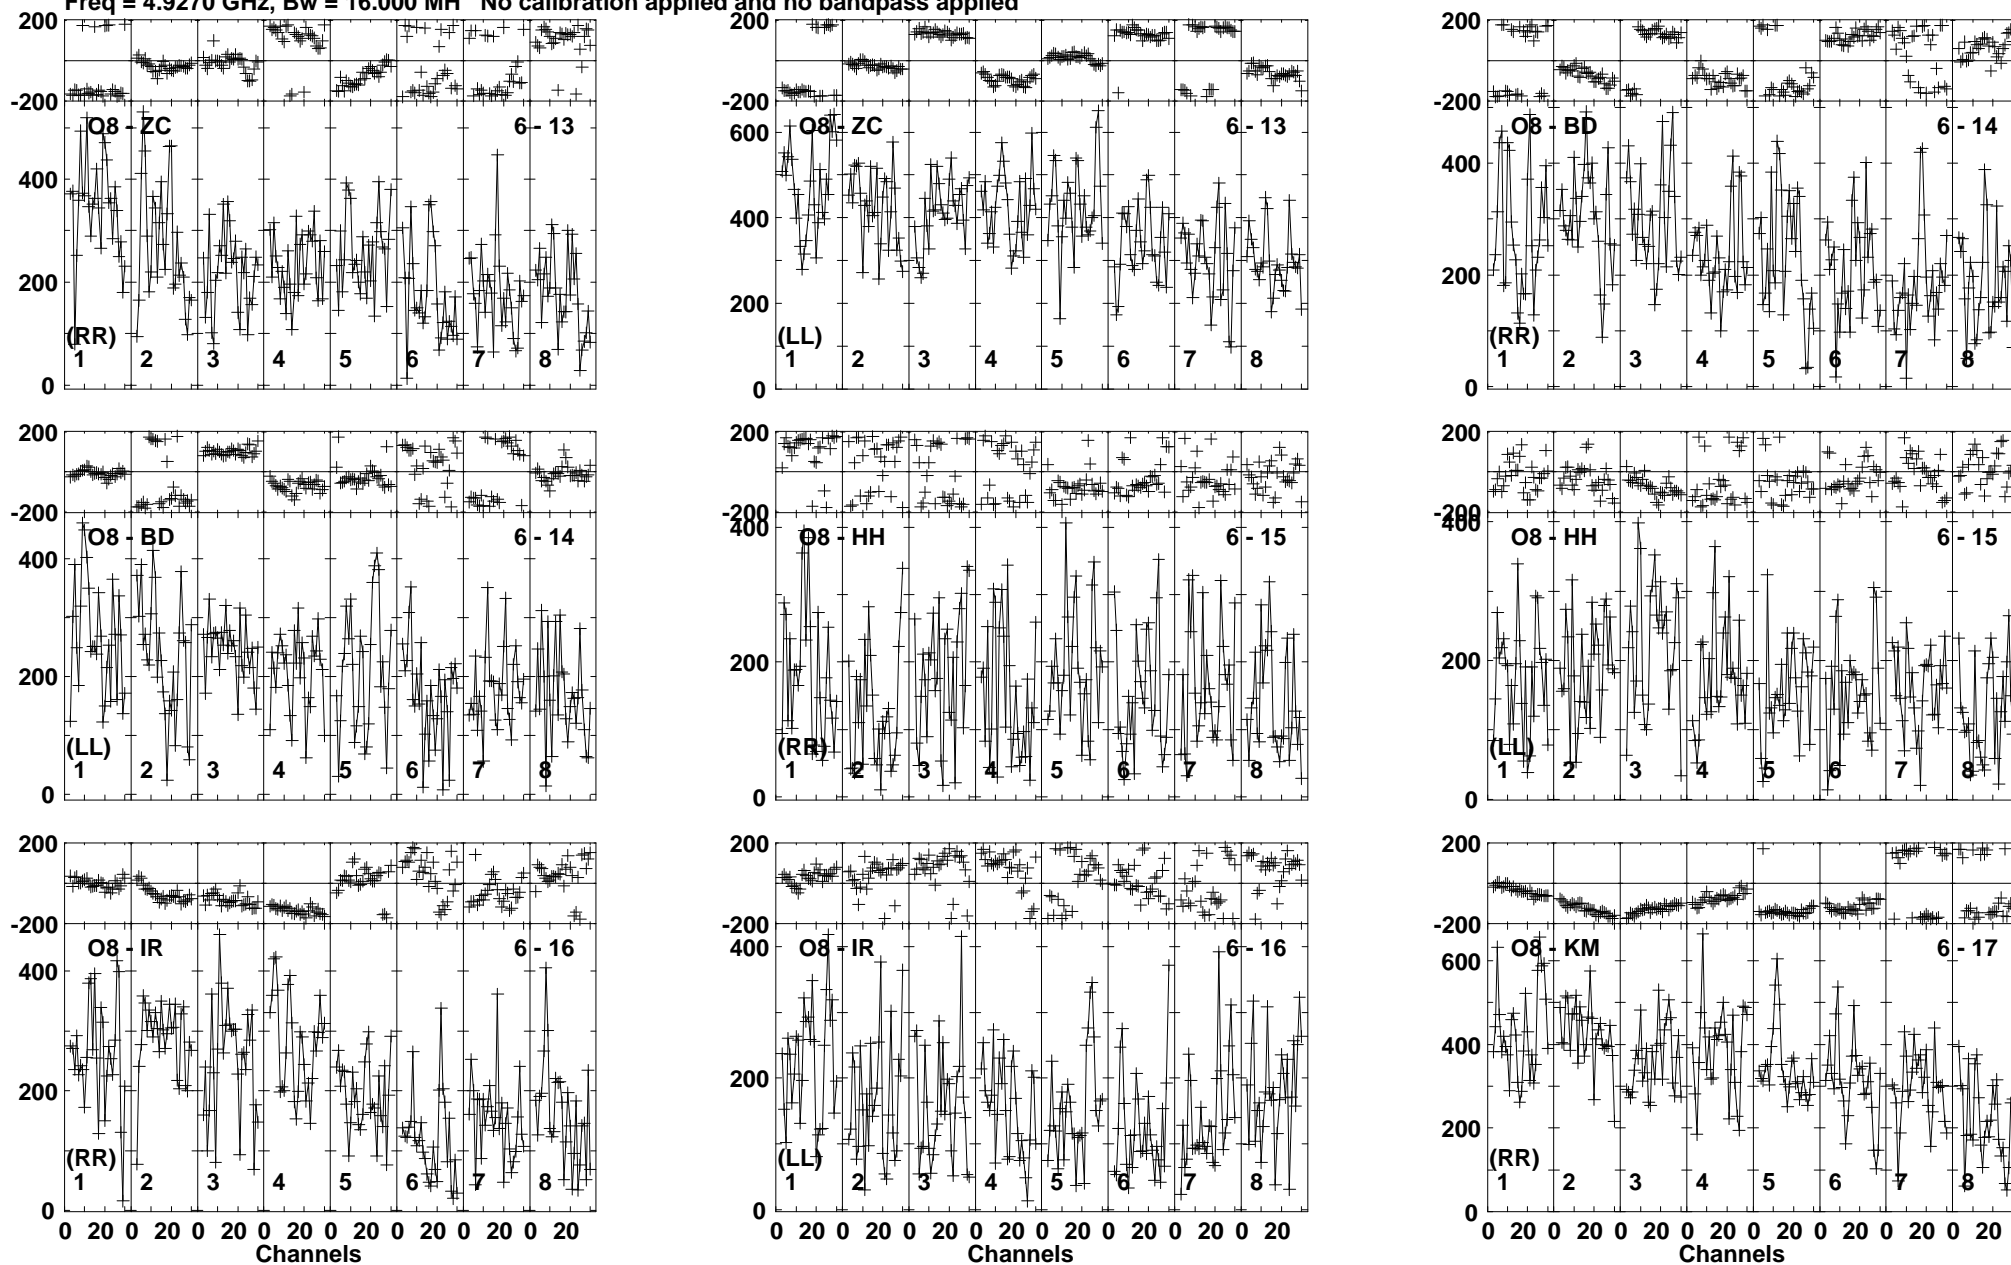 Freq = 4.9270 GHz, Bw = 16.000 MH No calibration applied and no bandpass applied
200 200 200
-200 -200 -200
O8 - ZC 6 - 13 O8 - ZC 6 - 13 O8 - BD 6 - 14
600
400 400 400
200 200 200
(RR) (LL) (RR)
1 2 3 4 5 6 7 8 1 2 3 4 5 6 7 8 1 2 3 4 5 6 7 8
0 0 0
200 200 200
-200 -200 -200
O8 - BD 6 - 14 O8 - HH 6 - 15 O8 - HH 6 - 15
400 400 400
200 200 200
(LL) (RR) (LL)
1 2 3 4 5 6 7 8 1 2 3 4 5 6 7 8 1 2 3 4 5 6 7 8
0 0 0
200 200 200
-200 -200 -200
O8 - IR 6 - 16 O8 - IR 6 - 16 O8 - KM 6 - 17
600
400 400 400
200 200 200
(RR) (LL) (RR)
1 2 3 4 5 6 7 8 1 2 3 4 5 6 7 8 1 2 3 4 5 6 7 8
0 0 0
0 20 0 20 0 20 0 20 0 20 0 20 0 20 0 20 0 20 0 20 0 20 0 20 0 20 0 20 0 20 0 20 0 20 0 20 0 20 0 20 0 20 0 20 0 20 0 20
Channels Channels Channels